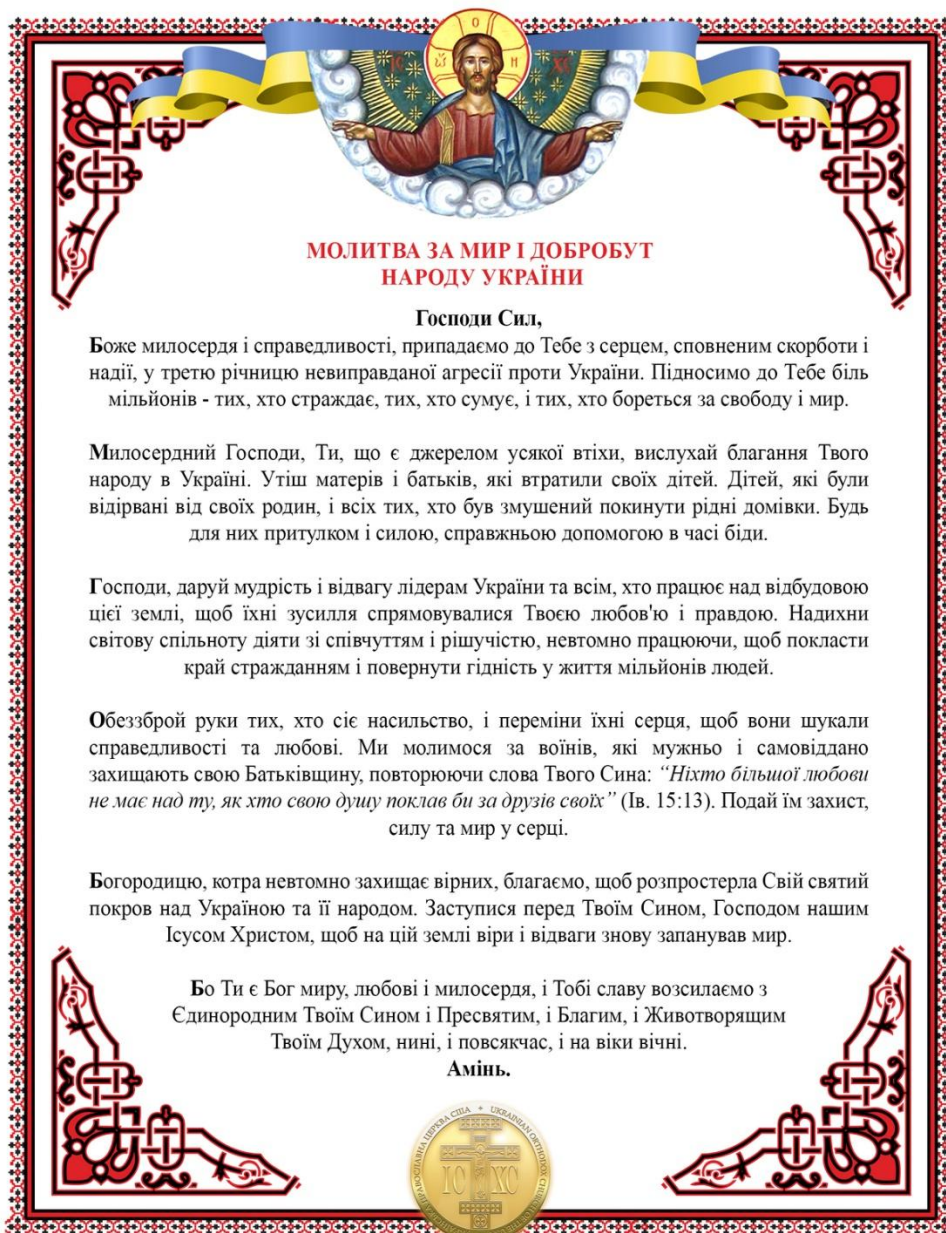 О
ІС
ѡ
Н
ХС
МОЛИТВА ЗА МИР І ДОБРОБУТ
НАРОДУ УКРАЇНИ
Господи Сил,
Боже милосердя і справедливості, припадаємо до Тебе з серцем, сповненим скорботи і
надії, у третю річницю невиправданої агресії проти України. Підносимо до Тебе біль
мільйонів - тих, хто страждає, тих, хто сумує, і тих, хто бореться за свободу і мир.
Милосердний Господи, Ти, що є джерелом усякої втіхи, вислухай благання Твого
народу в Україні. Утіш матерів і батьків, які втратили своїх дітей. Дітей, які були
відірвані від своїх родин, і всіх тих, хто був змушений покинути рідні домівки. Будь
для них притулком і силою, справжньою допомогою в часі біди.
Господи, даруй мудрість і відвагу лідерам України та всім, хто працює над відбудовою
цієї землі, щоб їхні зусилля спрямовувалися Твоєю любов'ю і правдою. Надихни
світову спільноту діяти зі співчуттям і рішучістю, невтомно працюючи, щоб покласти
край стражданням і повернути гідність у життя мільйонів людей.
Обеззброй руки тих, хто сіє насильство, і переміни їхні серця, щоб вони шукали
справедливості та любові. Ми молимося за воїнів, які мужньо і самовіддано
захищають свою Батьківщину, повторюючи слова Твого Сина: “Ніхто більшої любови
не має над ту, як хто свою душу поклав би за друзів своїх” (Ів. 15:13). Подай їм захист,
силу та мир у серці.
Богородицю, котра невтомно захищає вірних, благаємо, щоб розпростерла Свій святий
покров над Україною та її народом. Заступися перед Твоїм Сином, Господом нашим
Ісусом Христом, щоб на цій землі віри і відваги знову запанував мир.
Бо Ти є Бог миру, любові і милосердя, і Тобі славу возсилаємо з
Єдинородним Твоїм Сином і Пресвятим, і Благим, і Животворящим
Твоїм Духом, нині, і повсякчас, і на віки вічні.
Амінь.
ПРАВОСЛАВНА ЦЕРКВА США + UKRAINIAN ORTHODOX
ІС ХС